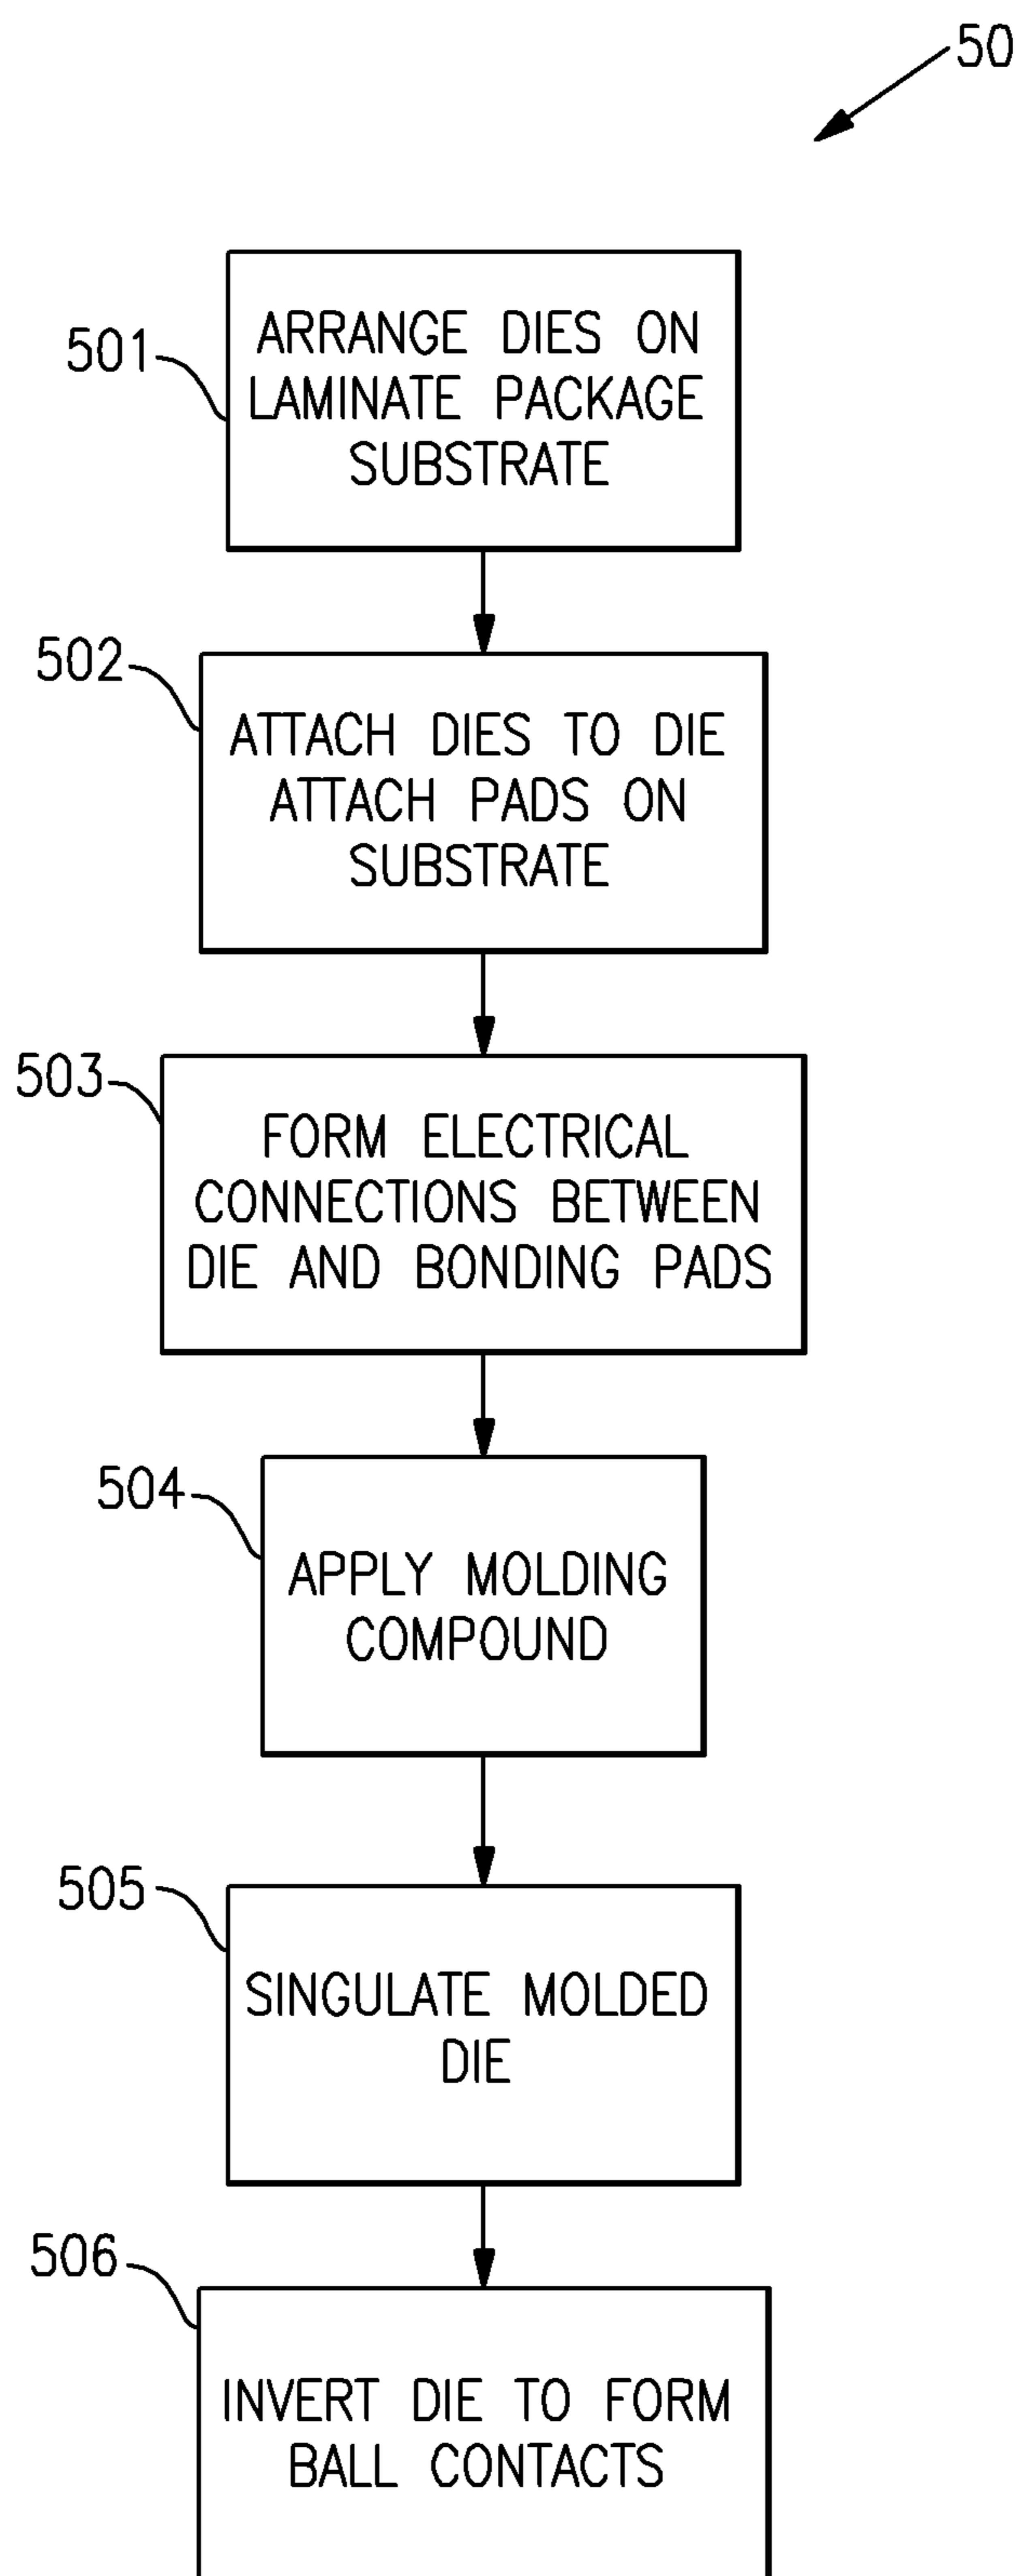 50
501
ARRANGE DIES ON
LAMINATE PACKAGE
SUBSTRATE
502
ATTACH DIES TO DIE
ATTACH PADS ON
SUBSTRATE
503
FORM ELECTRICAL
CONNECTIONS BETWEEN
DIE AND BONDING PADS
504
APPLY MOLDING
COMPOUND
505
SINGULATE MOLDED
DIE
506
INVERT DIE TO FORM
BALL CONTACTS